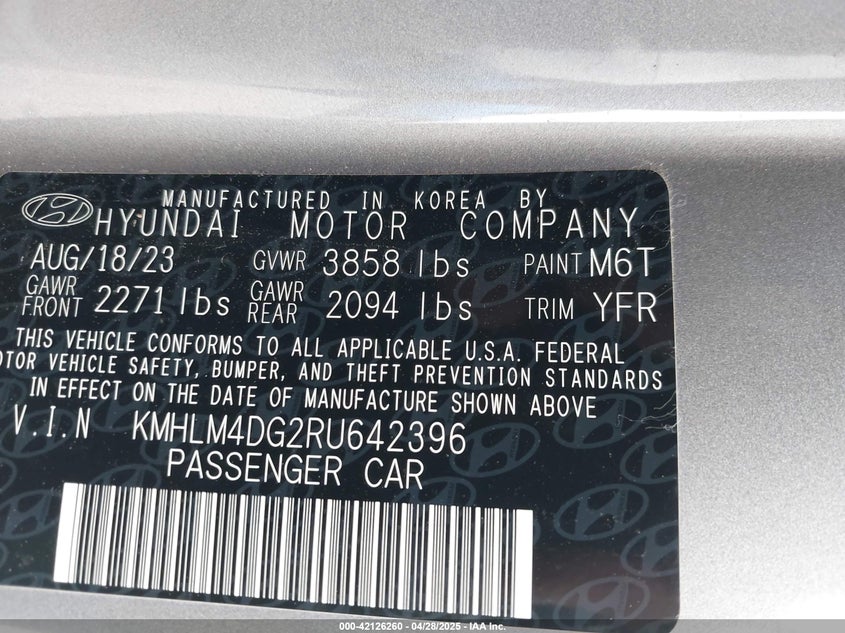 MANUFACTURED IN KOREA BY
HYUNDAI MOTOR COMPANY
AUG/18/23 GVWR 3858 lbs PAINT M6T
GAWR FRONT 2271 lbs GAWR REAR 2094 lbs TRIM YFR
THIS VEHICLE CONFORMS TO ALL APPLICABLE U.S.A. FEDERAL
MOTOR VEHICLE SAFETY, BUMPER, AND THEFT PREVENTION STANDARDS
IN EFFECT ON THE DATE OF MANUFACTURE SHOWN ABOVE
V.I.N KMHLM4DG2RU642396
PASSENGER CAR
000-42126260 - 04/28/2025 - IAA Inc.